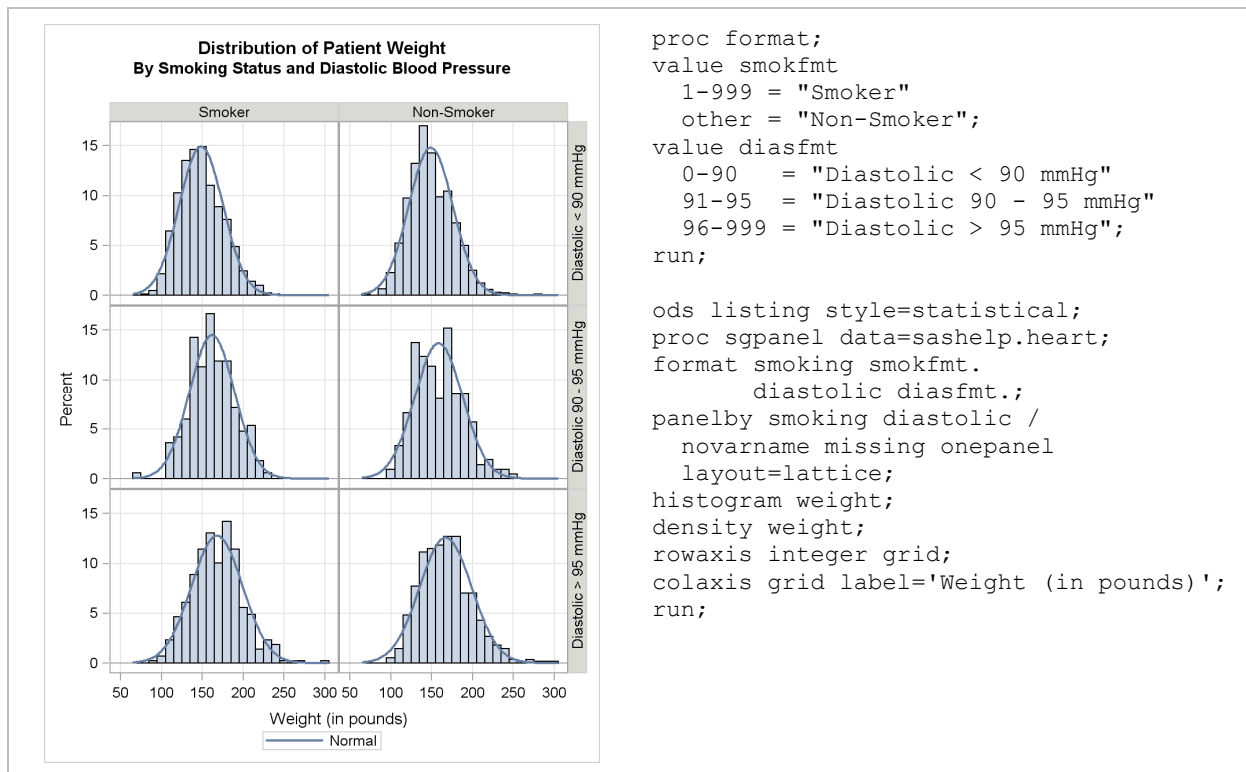 Distribution of Patient Weight
By Smoking Status and Diastolic Blood Pressure
Smoker Non-Smoker
15
10
5
0
Diastolic < 90 mmHg
15
10
5
0
Diastolic 90 - 95 mmHg
15
10
5
0
Diastolic > 95 mmHg
Percent
50 100 150 200 250 300 50 100 150 200 250 300
Weight (in pounds)
Normal
proc format;
value smokfmt
  1-999 = "Smoker"
  other = "Non-Smoker";
value diasfmt
  0-90   = "Diastolic < 90 mmHg"
  91-95  = "Diastolic 90 - 95 mmHg"
  96-999 = "Diastolic > 95 mmHg";
run;
ods listing style=statistical;
proc sgpanel data=sashelp.heart;
format smoking smokfmt.
       diastolic diasfmt.;
panelby smoking diastolic /
  novarname missing onepanel
  layout=lattice;
histogram weight;
density weight;
rowaxis integer grid;
colaxis grid label='Weight (in pounds)';
run;